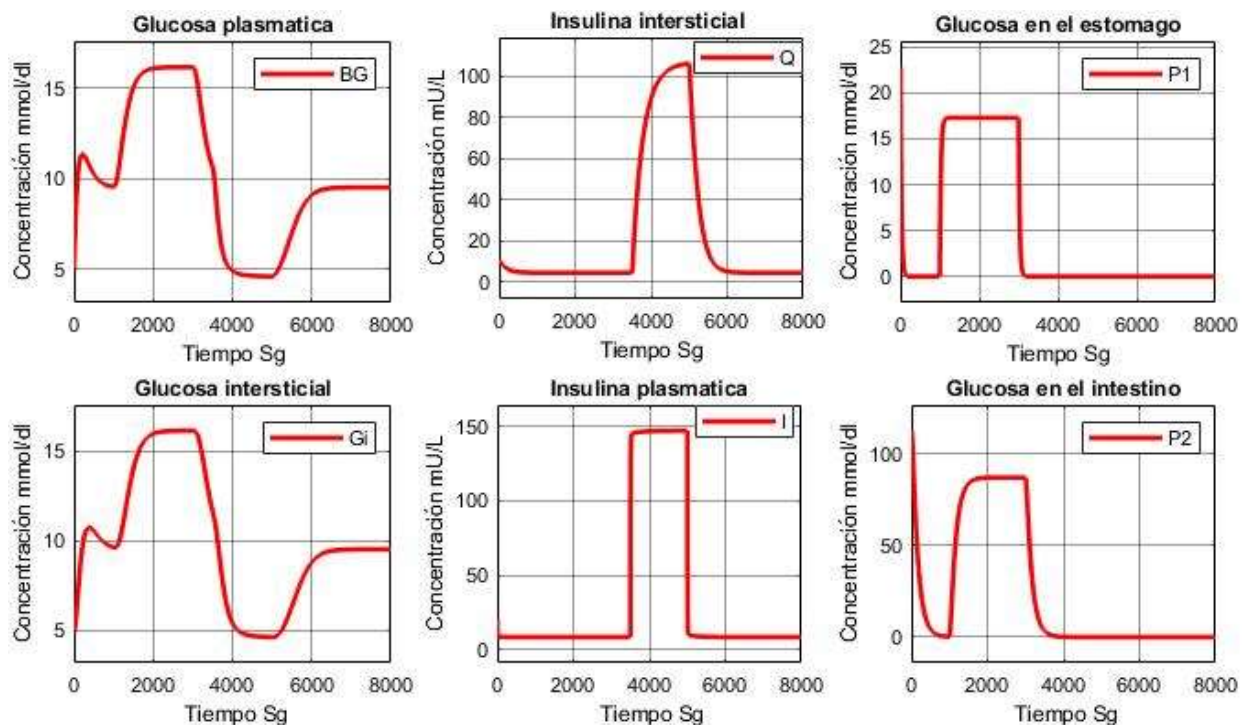 Glucosa plasmatica
Concentración mmol/dl
15
10
5
BG
0 2000 4000 6000 8000
Tiempo Sg
Insulina intersticial
Concentración mU/L
100
80
60
40
20
0
Q
0 2000 4000 6000 8000
Tiempo Sg
Glucosa en el estomago
Concentración mmol/dl
25
20
15
10
5
0
P1
0 2000 4000 6000 8000
Tiempo Sg
Glucosa intersticial
Concentración mmol/dl
15
10
5
Gi
0 2000 4000 6000 8000
Tiempo Sg
Insulina plasmatica
Concentración mU/L
150
100
50
0
I
0 2000 4000 6000 8000
Tiempo Sg
Glucosa en el intestino
Concentración mmol/dl
100
50
0
P2
0 2000 4000 6000 8000
Tiempo Sg